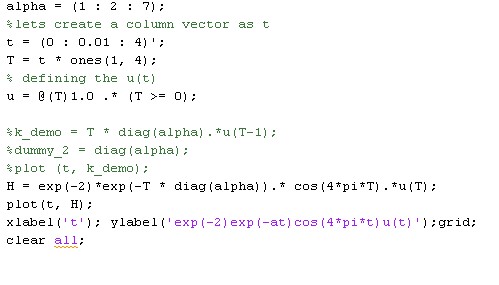 alpha = (1 : 2 : 7);
%lets create a column vector as t
t = (0 : 0.01 : 4)';
T = t * ones(1, 4);
% defining the u(t)
u = @(T)1.0 .* (T >= 0);
%k_demo = T * diag(alpha).*u(T-1);
%dummy_2 = diag(alpha);
%plot (t, k_demo);
H = exp(-2)*exp(-T * diag(alpha)).* cos(4*pi*T).*u(T);
plot(t, H);
xlabel('t'); ylabel('exp(-2)exp(-at)cos(4*pi*t)u(t)');grid;
clear all;